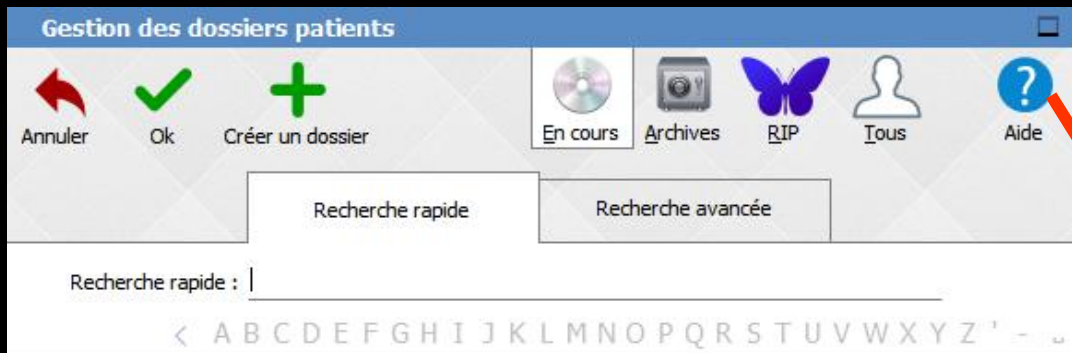 Gestion des dossiers patients
Annuler Ok Créer un dossier En cours Archives RIP Tous ? Aide
Recherche rapide Recherche avancée
Recherche rapide :
< A B C D E F G H I J K L M N O P Q R S T U V W X Y Z ' - ␣